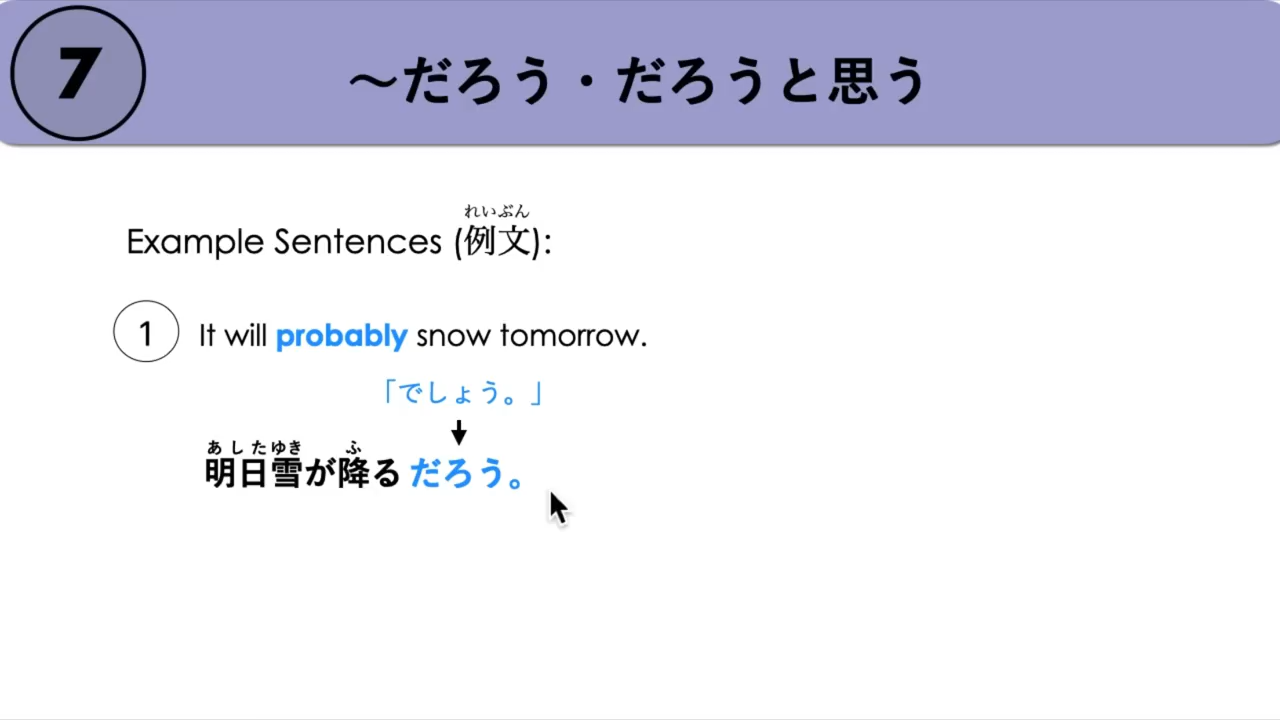 7
～だろう・だろうと思う
れいぶん
Example Sentences (例文):
1 It will probably snow tomorrow.
「でしょう。」
あしたゆき ふ
明日雪が降るだろう。